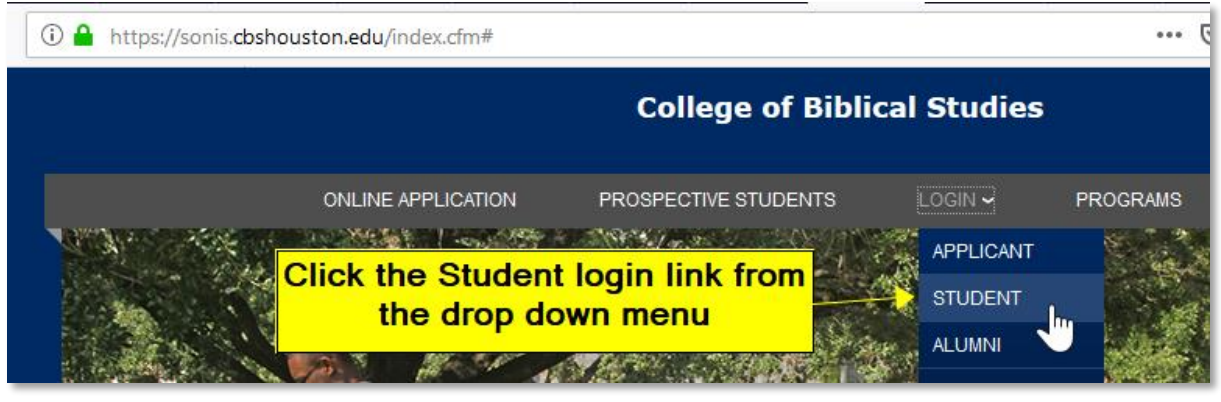 https://sonis.cbshouston.edu/index.cfm#
College of Biblical Studies
ONLINE APPLICATION PROSPECTIVE STUDENTS LOGIN PROGRAMS
APPLICANT
Click the Student login link from
the drop down menu
STUDENT
ALUMNI